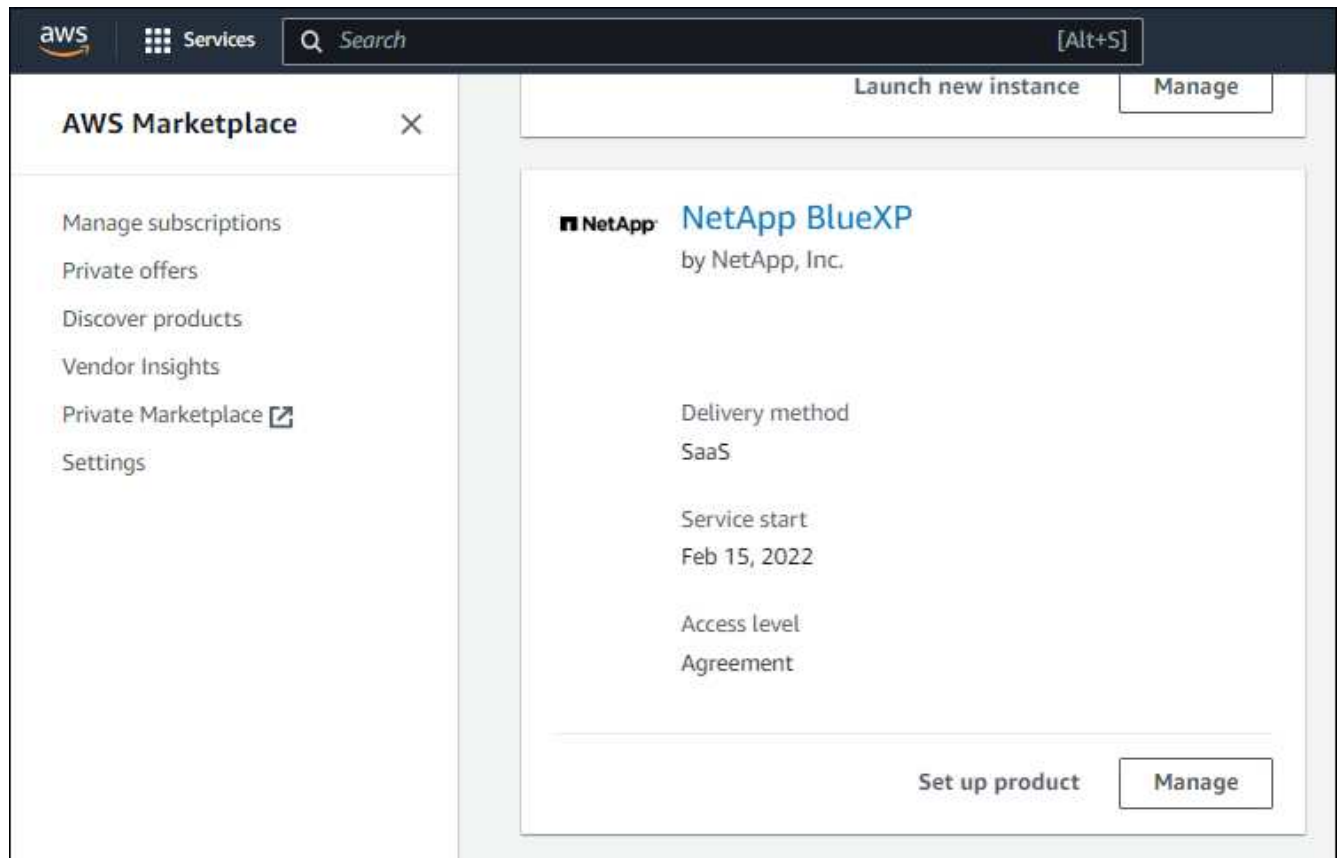 aws
Services
Search
[Alt+S]
AWS Marketplace
Manage subscriptions
Private offers
Discover products
Vendor Insights
Private Marketplace
Settings
Launch new instance
Manage
NetApp
NetApp BlueXP
by NetApp, Inc.
Delivery method
SaaS
Service start
Feb 15, 2022
Access level
Agreement
Set up product
Manage